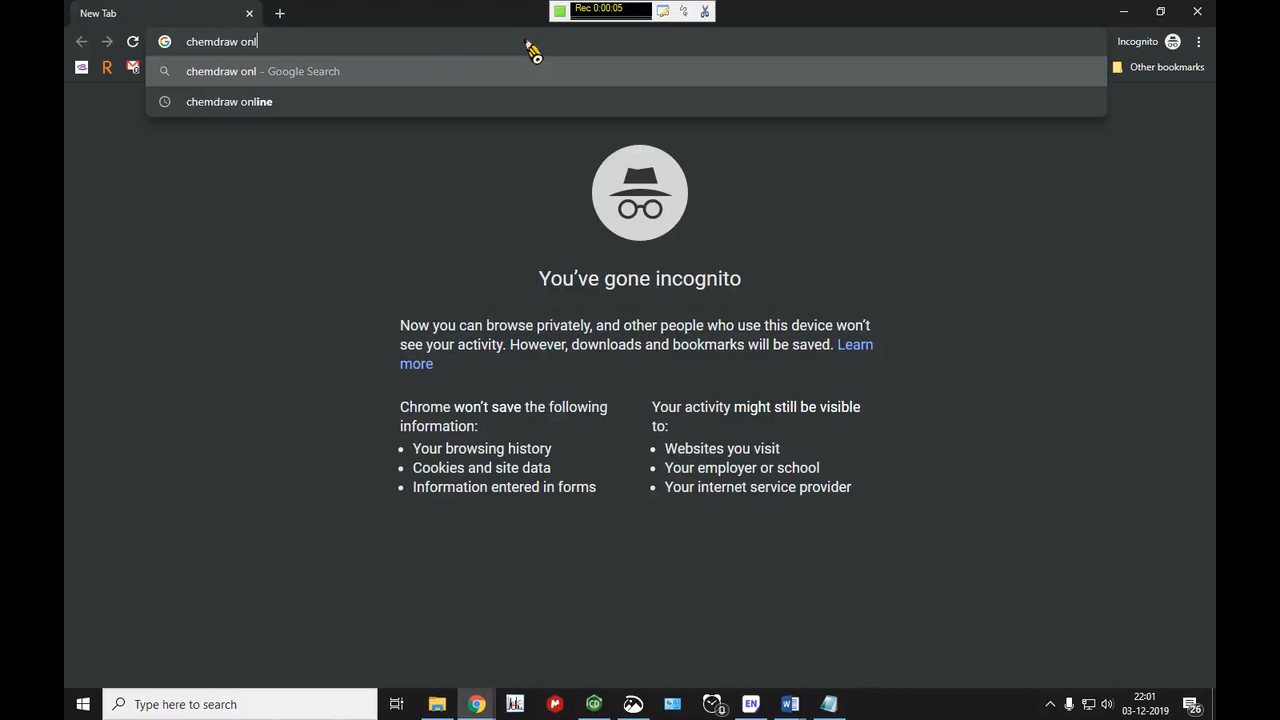 New Tab
Rec 0:00:05
chemdraw onl
Incognito
R
Other bookmarks
chemdraw onl - Google Search
chemdraw online
You've gone incognito
Now you can browse privately, and other people who use this device won't
see your activity. However, downloads and bookmarks will be saved. Learn
more
Chrome won't save the following
information:
• Your browsing history
• Cookies and site data
• Information entered in forms
Your activity might still be visible
to:
• Websites you visit
• Your employer or school
• Your internet service provider
Type here to search
EN
22:01
03-12-2019
26